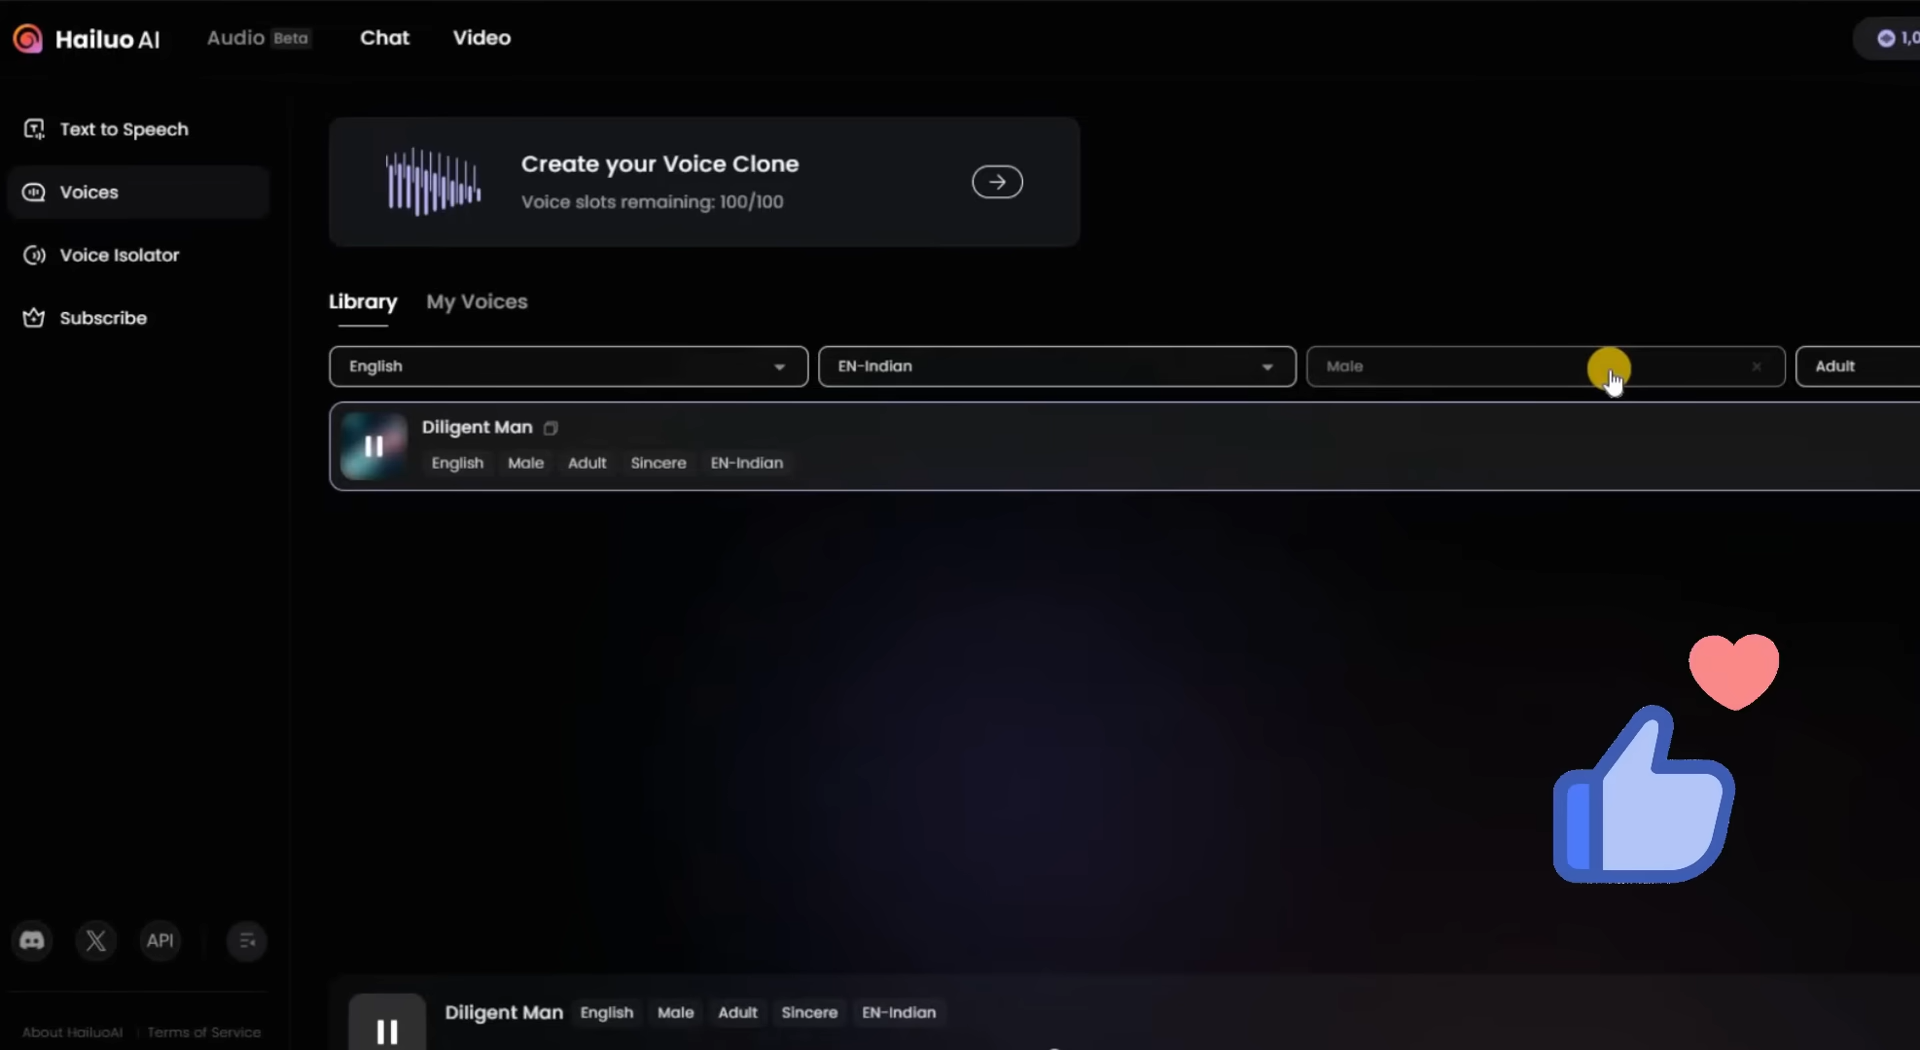 Hailuo AI
Audio Beta
Chat
Video
1,0
Text to Speech
Voices
Voice Isolator
Subscribe
Create your Voice Clone
Voice slots remaining: 100/100
Library
My Voices
English
EN-Indian
Male
Adult
Diligent Man
English Male Adult Sincere EN-Indian
API
About HailuoAI
Terms of Service
Diligent Man English Male Adult Sincere EN-Indian